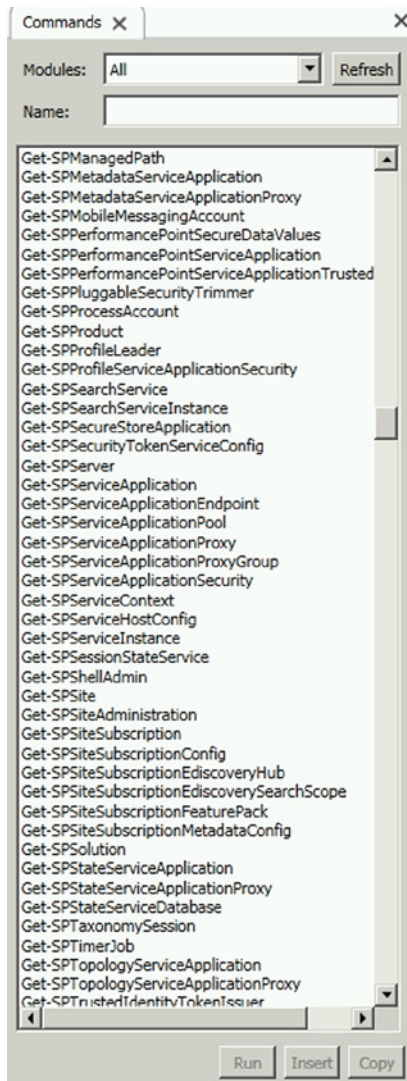 Commands
Modules: All Refresh
Name:
Get-SPManagedPath
Get-SPMetadataServiceApplication
Get-SPMetadataServiceApplicationProxy
Get-SPMobileMessagingAccount
Get-SPPerformancePointSecureDataValues
Get-SPPerformancePointServiceApplication
Get-SPPerformancePointServiceApplicationTrusted
Get-SPPluggableSecurityTrimmer
Get-SPProcessAccount
Get-SPProduct
Get-SPProfileLeader
Get-SPProfileServiceApplicationSecurity
Get-SPSearchService
Get-SPSearchServiceInstance
Get-SPSecureStoreApplication
Get-SPSecurityTokenServiceConfig
Get-SPServer
Get-SPServiceApplication
Get-SPServiceApplicationEndpoint
Get-SPServiceApplicationPool
Get-SPServiceApplicationProxy
Get-SPServiceApplicationProxyGroup
Get-SPServiceApplicationSecurity
Get-SPServiceContext
Get-SPServiceHostConfig
Get-SPServiceInstance
Get-SPSessionStateService
Get-SPShellAdmin
Get-SPSite
Get-SPSiteAdministration
Get-SPSiteSubscription
Get-SPSiteSubscriptionConfig
Get-SPSiteSubscriptionEdiscoveryHub
Get-SPSiteSubscriptionEdiscoverySearchScope
Get-SPSiteSubscriptionFeaturePack
Get-SPSiteSubscriptionMetadataConfig
Get-SPSolution
Get-SPStateServiceApplication
Get-SPStateServiceApplicationProxy
Get-SPStateServiceDatabase
Get-SPTaxonomySession
Get-SPTimerJob
Get-SPTopologyServiceApplication
Get-SPTopologyServiceApplicationProxy
Get-SPTrustedIdentityTokenIssuer
Run Insert Copy